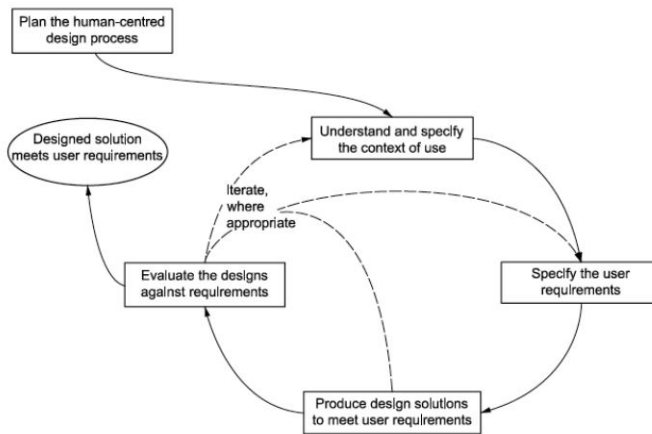 Plan the human-centred
design process
Understand and specify
the context of use
Designed solution
meets user requirements
Iterate,
where
appropriate
Evaluate the designs
against requirements
Specify the user
requirements
Produce design solutions
to meet user requirements